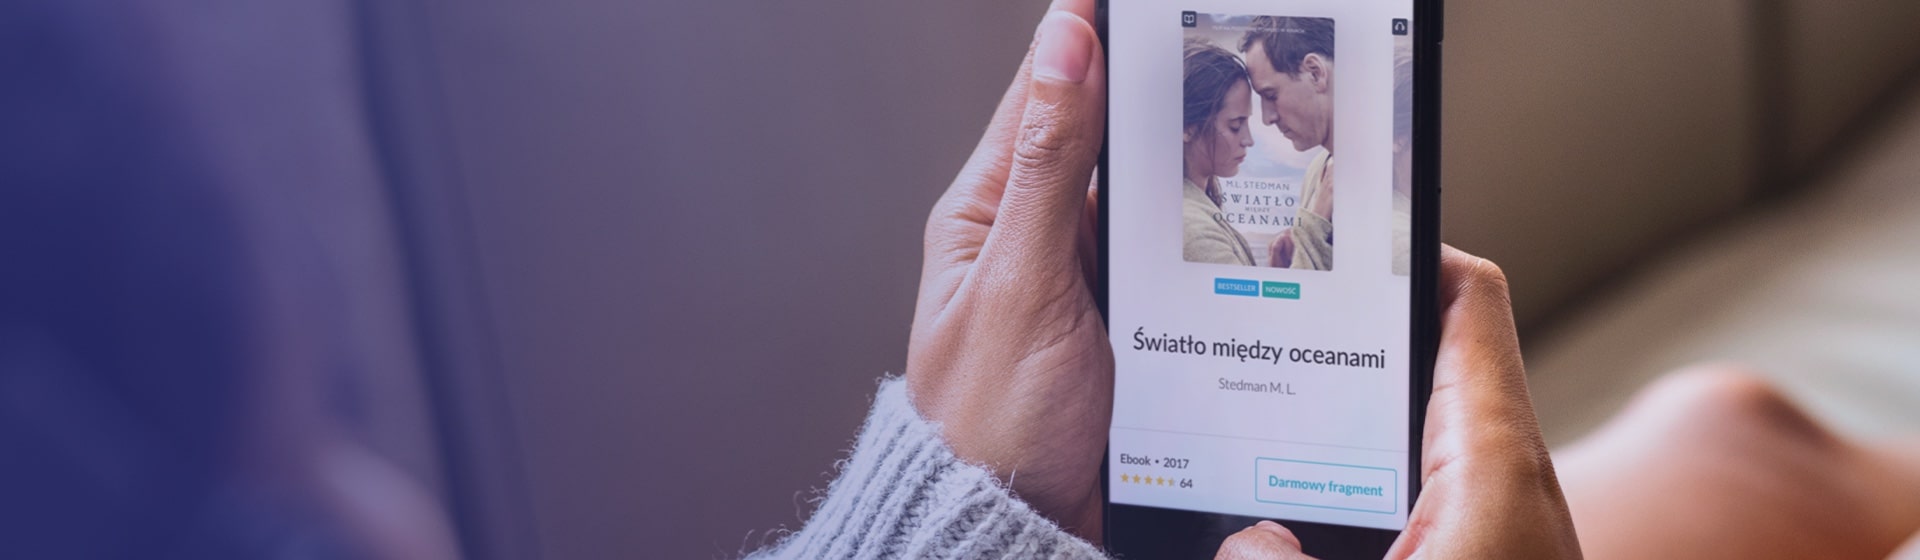 M.L. STEDMAN
ŚWIATŁO
MIĘDZY
OCEANAMI
BESTSELLER NOWOŚĆ
Światło między oceanami
Stedman M. L.
Ebook • 2017
64
Darmowy fragment